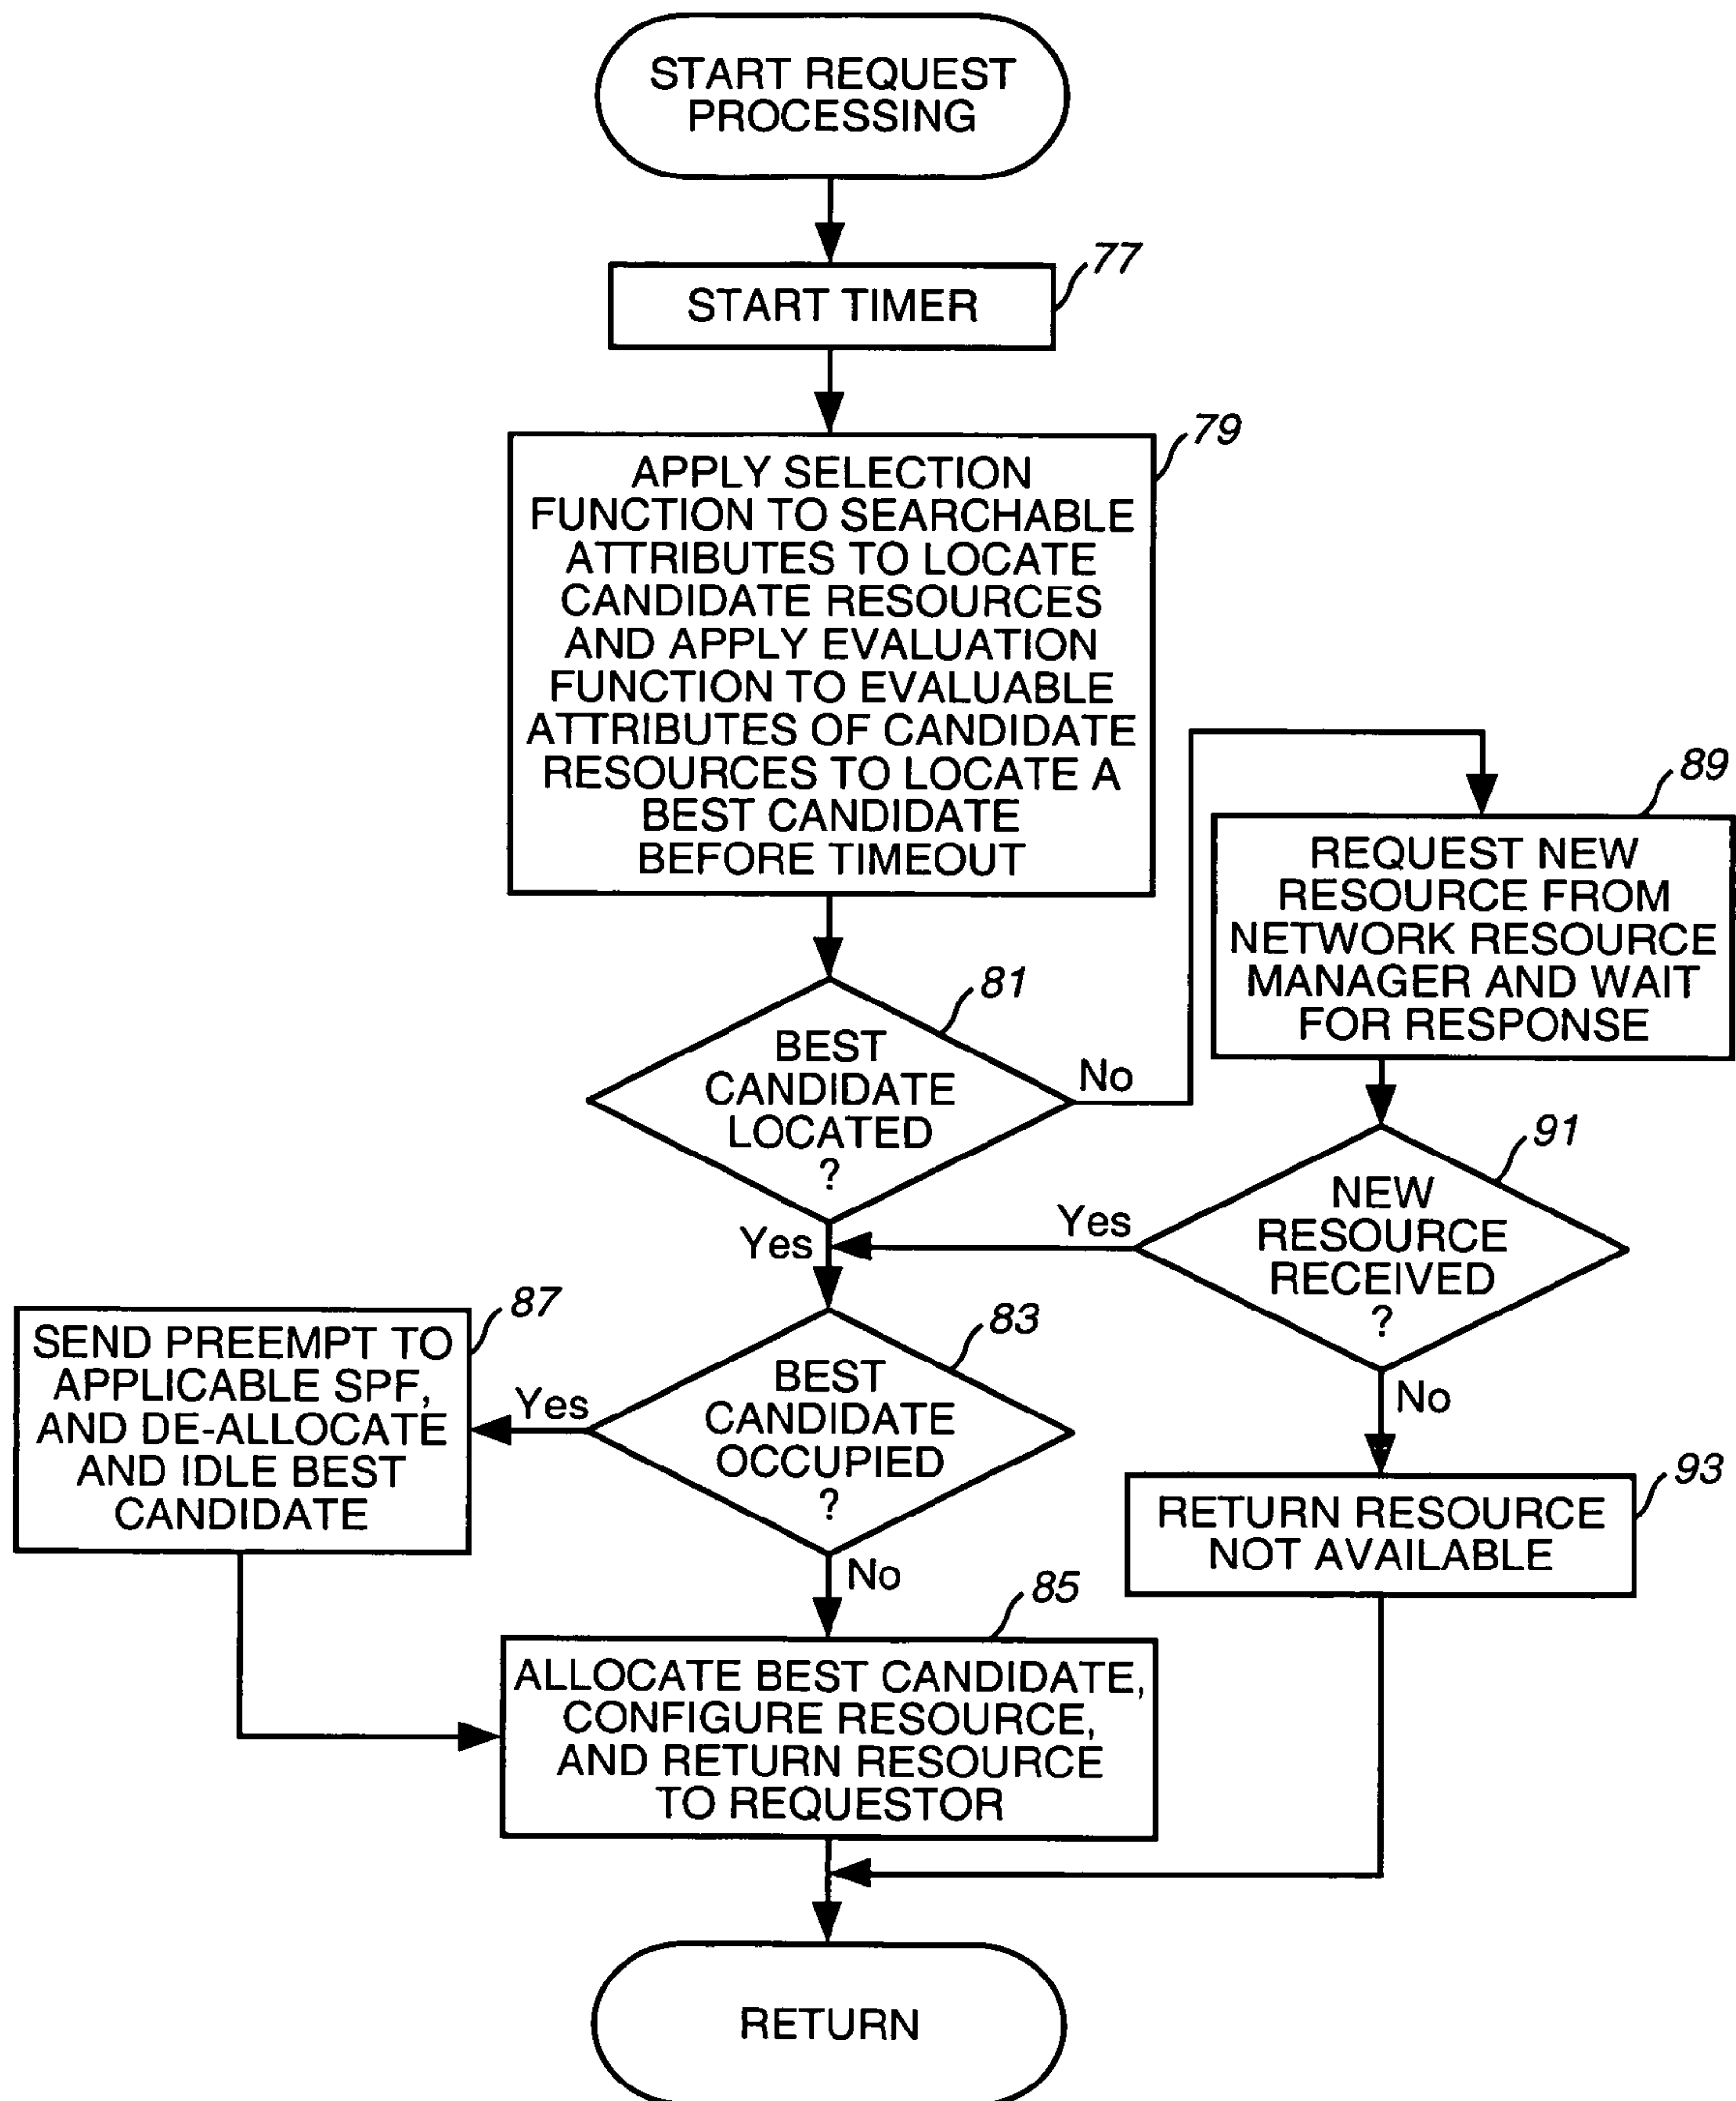 START REQUEST
PROCESSING
77
START TIMER
79
APPLY SELECTION
FUNCTION TO SEARCHABLE
ATTRIBUTES TO LOCATE
CANDIDATE RESOURCES
AND APPLY EVALUATION
FUNCTION TO EVALUABLE
ATTRIBUTES OF CANDIDATE
RESOURCES TO LOCATE A
BEST CANDIDATE
BEFORE TIMEOUT
81
BEST
CANDIDATE
LOCATED
?
No
Yes
89
REQUEST NEW
RESOURCE FROM
NETWORK RESOURCE
MANAGER AND WAIT
FOR RESPONSE
91
NEW
RESOURCE
RECEIVED
?
Yes
No
83
BEST
CANDIDATE
OCCUPIED
?
Yes
No
87
SEND PREEMPT TO
APPLICABLE SPF,
AND DE-ALLOCATE
AND IDLE BEST
CANDIDATE
93
RETURN RESOURCE
NOT AVAILABLE
85
ALLOCATE BEST CANDIDATE,
CONFIGURE RESOURCE,
AND RETURN RESOURCE
TO REQUESTOR
RETURN